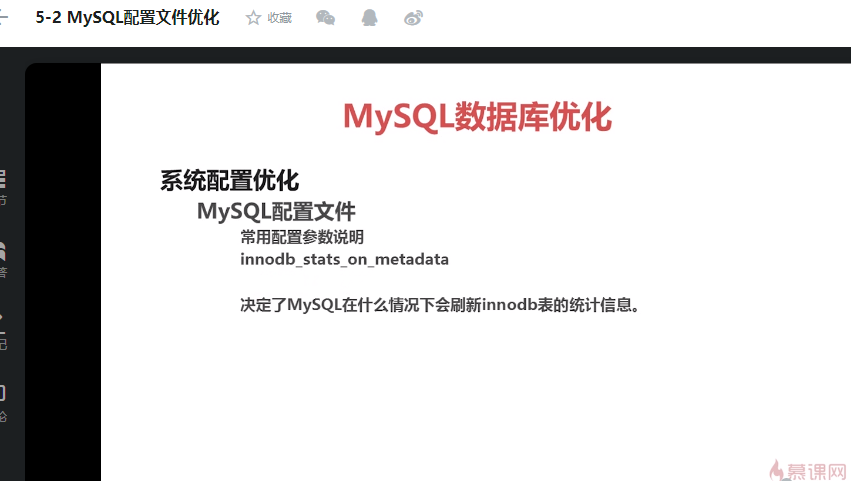 5-2 MySQL配置文件优化
收藏
MySQL数据库优化
系统配置优化
MySQL配置文件
常用配置参数说明
innodb_stats_on_metadata
决定了MySQL在什么情况下会刷新innodb表的统计信息。
节
答
记
论
慕课网